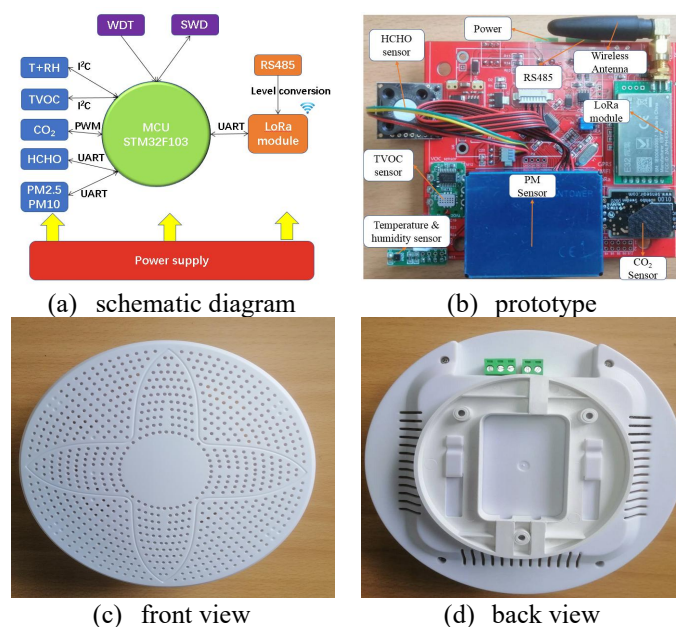 WDT
SWD
T+RH
I²C
TVOC
I²C
CO₂
PWM
HCHO
UART
PM2.5
PM10
UART
MCU
STM32F103
UART
RS485
Level conversion
LoRa
module
Power supply
(a) schematic diagram
HCHO
sensor
Power
Wireless
Antenna
RS485
LoRa
module
TVOC
sensor
PM
Sensor
Temperature &
humidity sensor
CO₂
Sensor
(b) prototype
(c) front view
(d) back view